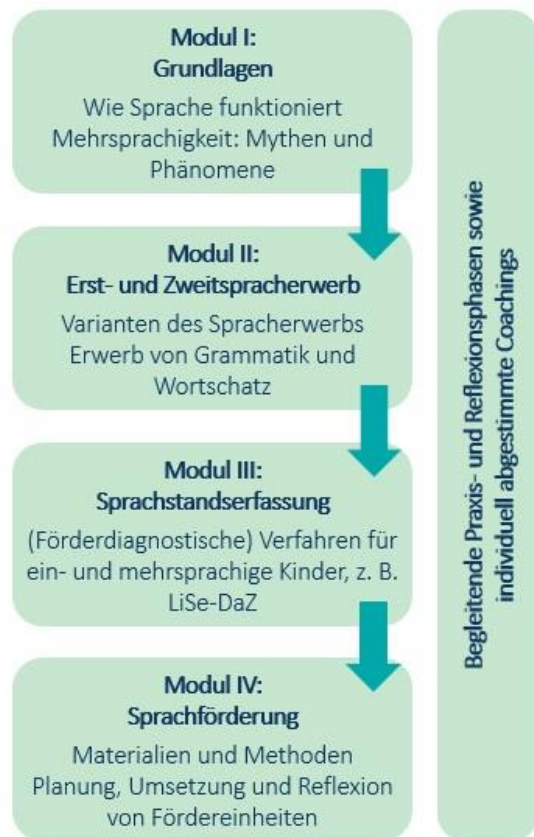 Modul I:
Grundlagen
Wie Sprache funktioniert
Mehrsprachigkeit: Mythen und
Phänomene
Modul II:
Erst- und Zweitspracherwerb
Varianten des Spracherwerbs
Erwerb von Grammatik und
Wortschatz
Modul III:
Sprachstandserfassung
(Förderdiagnostische) Verfahren für
ein- und mehrsprachige Kinder, z. B.
LiSe-DaZ
Modul IV:
Sprachförderung
Materialien und Methoden
Planung, Umsetzung und Reflexion
von Fördereinheiten
Begleitende Praxis- und Reflexionsphasen sowie
individuell abgestimmte Coachings